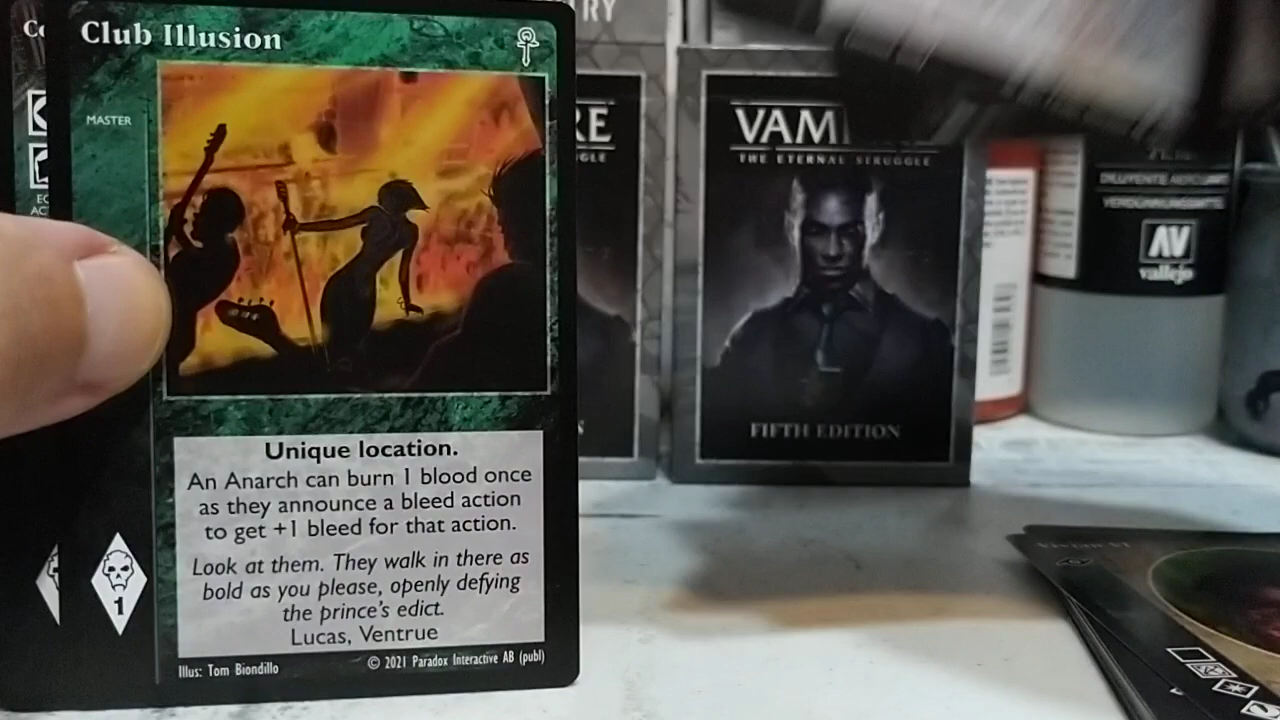 Club Illusion
MASTER
Unique location.
An Anarch can burn 1 blood once
as they announce a bleed action
to get +1 bleed for that action.
Look at them. They walk in there as
bold as you please, openly defying
the prince's edict.
Lucas, Ventrue
1
Illus: Tom Biondillo
© 2021 Paradox Interactive AB (publ)
RY
RE
GLE
VAM
THE ETERNAL STRUGGLE
FIFTH EDITION
AV
vallejo